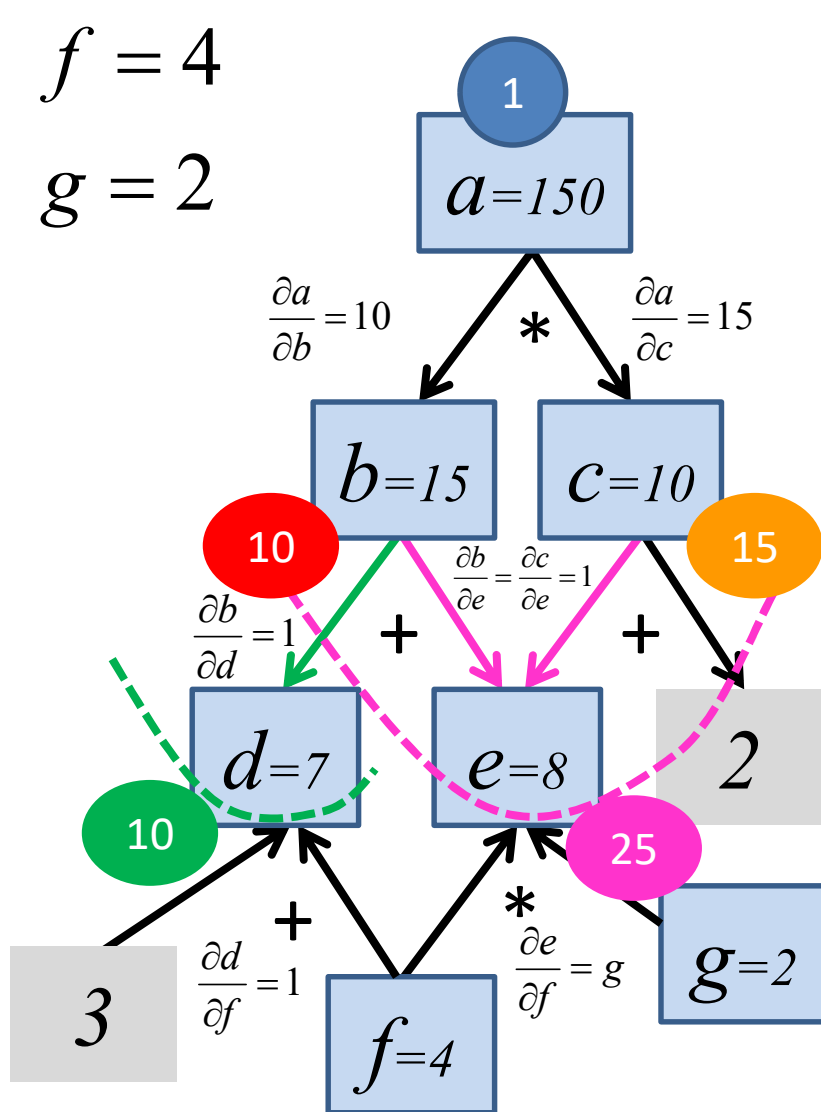 f = 4
g = 2
1
a=150
∂a/∂b = 10
*
∂a/∂c = 15
b=15
c=10
10
15
∂b/∂e = ∂c/∂e = 1
∂b/∂d = 1
+
+
d=7
e=8
2
10
25
+
*
∂d/∂f = 1
∂e/∂f = g
g=2
3
f=4